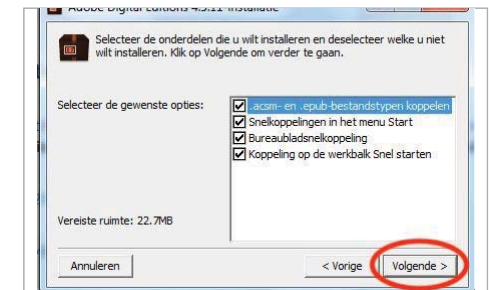 Adobe Digital Editions 4.5.11 -installatie
Selecteer de onderdelen die u wilt installeren en deselecteer welke u niet
wilt installeren. Klik op Volgende om verder te gaan.
Selecteer de gewenste opties:
.acsm- en .epub-bestandstypen koppelen
Snelkoppelingen in het menu Start
Bureaubladsnelkoppeling
Koppeling op de werkbalk Snel starten
Vereiste ruimte: 22.7MB
Annuleren
< Vorige
Volgende >